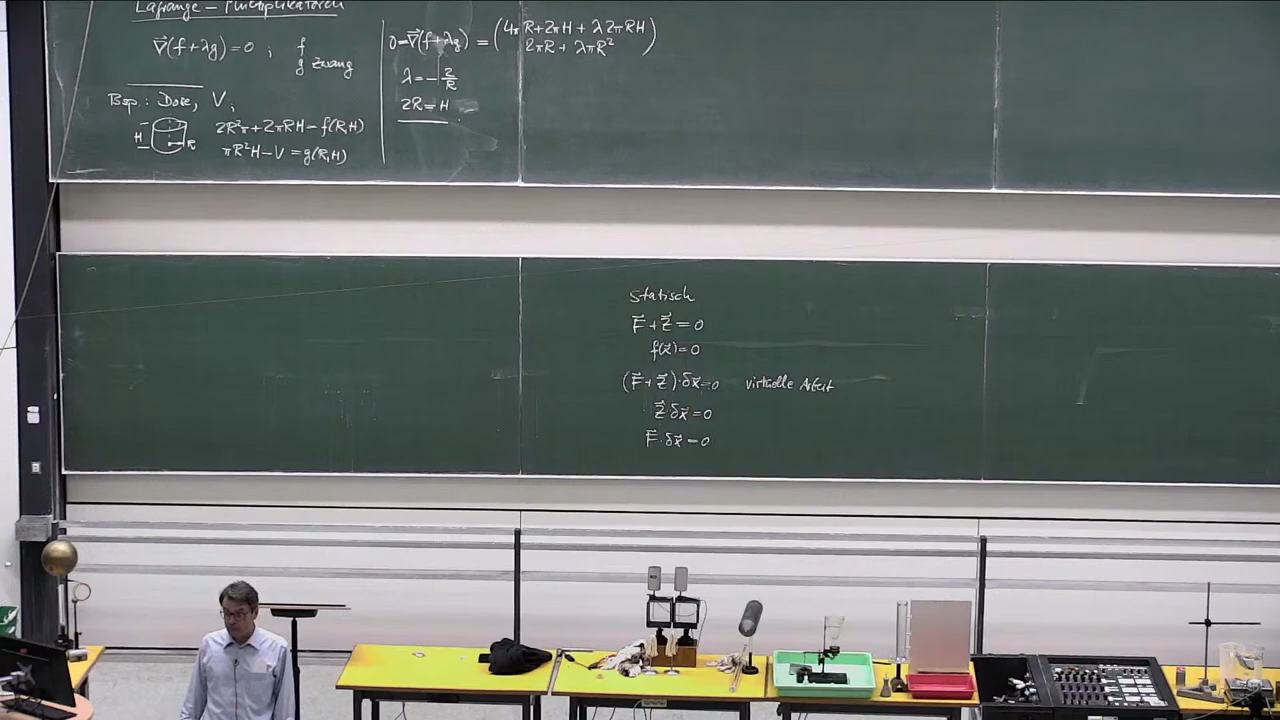 Lagrange-Multiplikatoren
∇⃗(f+λg)=0 ; f
g Zwang
Bsp.: Dose, V,
H
R
2R²π+2πRH-f(R,H)
πR²H-V=g(R,H)
0=∇⃗(f+λg) = (4πR+2πH+λ2πRH
2πR+λπR²)
λ=-2/R
2R=H
Statisch
F⃗+Z⃗=0
f(x⃗)=0
(F⃗+Z⃗)·δx⃗=0 virtuelle Arbeit
Z⃗·δx⃗=0
F⃗·δx⃗=0